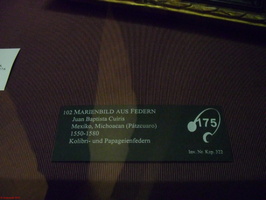 102 MARIENBILD AUS FEDERN
Juan Baptista Cuiris
Mexiko, Michoacan (Pátzcuaro)
1550-1580
Kolibri- und Papageienfedern
175
Inv. Nr. Kap. 322